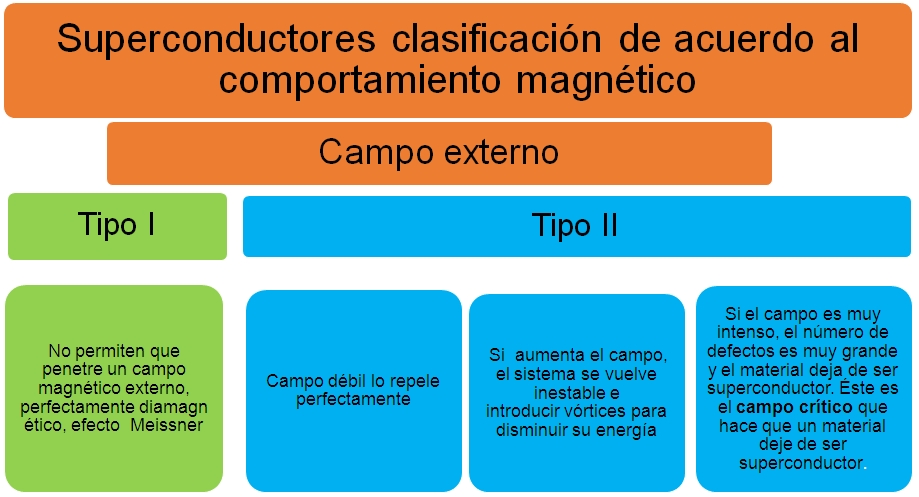 Superconductores clasificación de acuerdo al
comportamiento magnético
Campo externo
Tipo I
Tipo II
No permiten que
penetre un campo
magnético externo,
perfectamente diamagn
ético, efecto Meissner
Campo débil lo repele
perfectamente
Si aumenta el campo,
el sistema se vuelve
inestable e
introducir vórtices para
disminuir su energía
Si el campo es muy
intenso, el número de
defectos es muy grande
y el material deja de ser
superconductor. Éste es
el campo crítico que
hace que un material
deje de ser
superconductor.